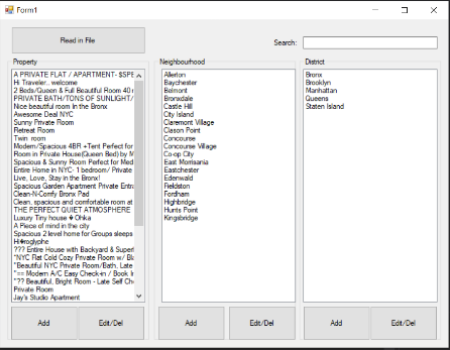 Form1
Read in File
Search:
Property
A PRIVATE FLAT / APARTMENT- $SPE
Hi Traveler.. welcome
2 Beds/Queen & Full Beautiful Room 40
PRIVATE BATH/TONS OF SUNLIGHT/
Nice beautiful room In the Bronx
Awesome Deal NYC
Sunny Private Room
Retreat Room
Twin room
Modern/Spacious 4BR +Tent Perfect for
Room in Private House(Queen Bed) by
Spacious & Sunny Room Perfect for Med
Entire Home in NYC- 1 bedroom/ Private
Live, Love, Stay in the Bronx!
Spacious Garden Apartment Private Entr
Clean-N-Comfy Bronx Pad
Clean, spacious and comfortable room at
THE PERFECT QUIET ATMOSPHERE
Luxury Tiny house � Ohka
A Piece of mind in the city
Spacious 2 level home for Groups sleeps
Hi�roglyphe
??? Entire House with Backyard & Superl
"NYC Flat Cold Cozy Private Room w/
"Beautiful NYC Private Room/Bath, Late
"== Modern A/C Easy Check-in / Book
"?? Beautiful, Bright Room - Late Self
Private Room
Jay's Studio Apartment
Add
Edit/Del
Neighbourhood
Allerton
Baychester
Belmont
Bronxdale
Castle Hill
City Island
Claremont Village
Clason Point
Concourse
Concourse Village
Co-op City
East Morrisania
Eastchester
Edenwald
Fieldston
Fordham
Highbridge
Hunts Point
Kingsbridge
Add
Edit/Del
District
Bronx
Brooklyn
Manhattan
Queens
Staten Island
Add
Edit/Del